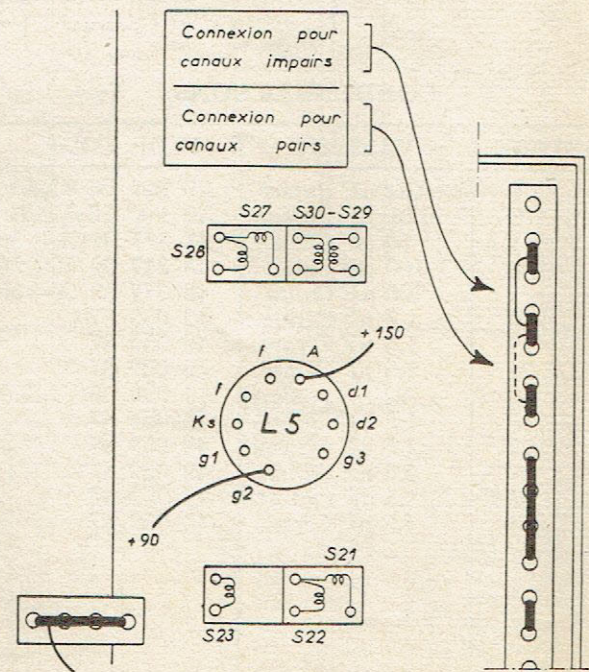 Connexion pour
canaux impairs
Connexion pour
canaux pairs
S27 S30-S29
S28
+150
f A
f d1
Ks L5 d2
g1 g3
g2
+90
S21
S23 S22